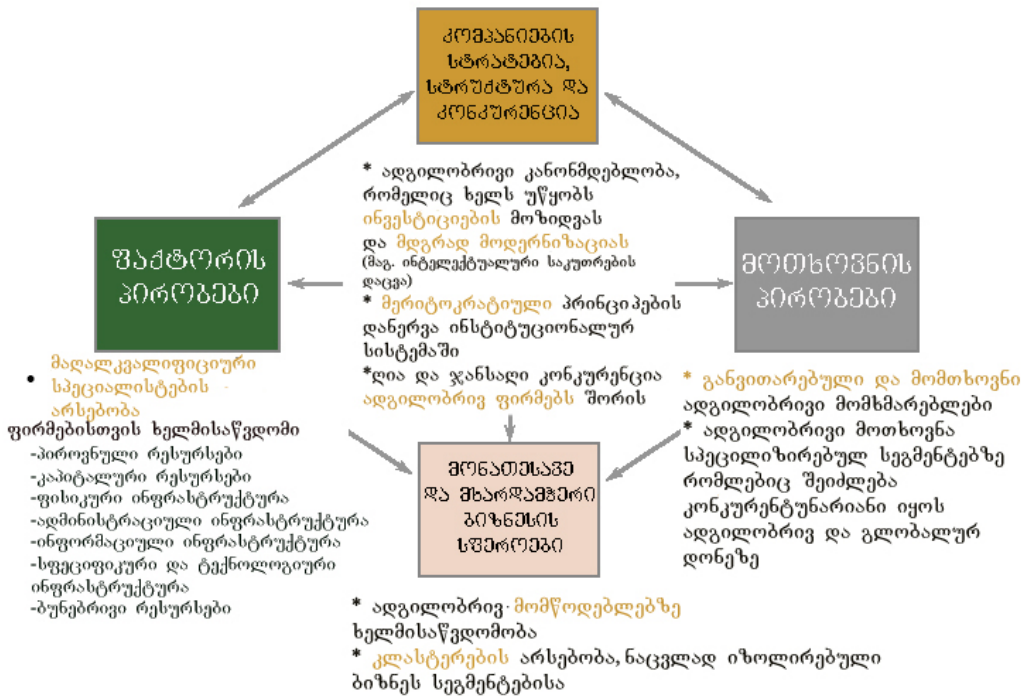 კომპანიების
სტრატეგია,
სტრუქტურა და
კონკურენცია
* ადგილობრივი კანონმდებლობა,
რომელიც ხელს უწყობს
ინვესტიციების მოზიდვას
და მდგრად მოდერნიზაციას
(მაგ. ინტელექტუალური საკუთრების
დაცვა)
* მერიტოკრატიული პრინციპების
დანერვა ინსტიტუციონალურ
სისტემაში
*ღია და ჯანსაღი კონკურენცია
ადგილობრივ ფირმებს შორის
ფაქტორის
პირობები
• მაღალკვალიფიციური
სპეციალისტების
არსებობა
ფირმებისთვის ხელმისაწვდომი
-პიროვნული რესურსები
-კაპიტალური რესურსები
-ფისიკური ინფრასტრუქტურა
-ადმინისტრაციული ინფრასტრუქტურა
-ინფორმაციული ინფრასტრუქტურა
-სფეციფიკური და ტექნოლოგიური
ინფრასტრუქტურა
-ბუნებრივი რესურსები
მოთხოვნის
პირობები
* განვითარებული და მომთხოვნი
ადგილობრივი მომხმარებლები
* ადგილობრივი მოთხოვნა
სპეციალიზირებულ სეგმენტებზე
რომლებიც შეიძლება
კონკურენტუნარიანი იყოს
ადგილობრივ და გლობალურ
დონეზე
მონათესავე
და მხარდამჭერი
ბიზნესის
სფეროები
* ადგილობრივ მომწოდებლებზე
ხელმისაწვდომობა
* კლასტერების არსებობა, ნაცვლად იზოლირებული
ბიზნეს სეგმენტებისა